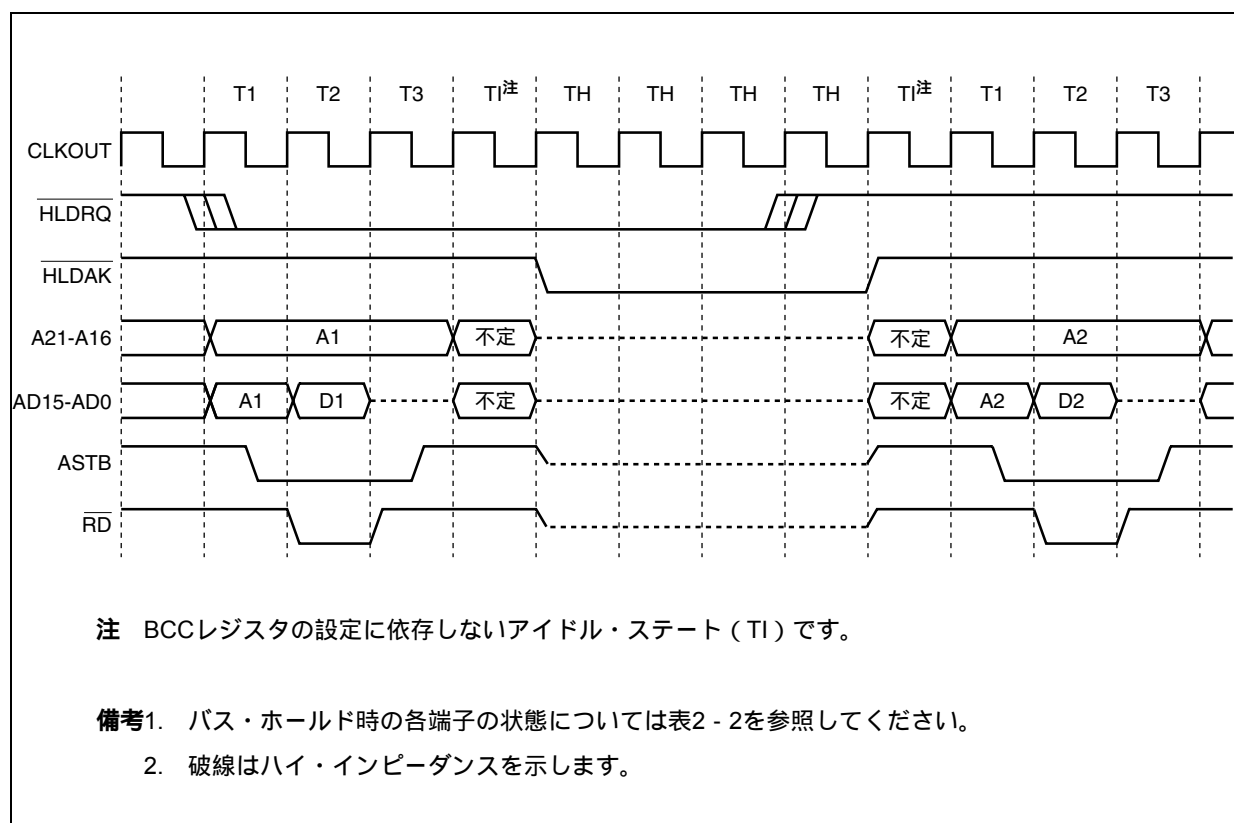 T1 T2 T3 TI注 TH TH TH TH TI注 T1 T2 T3
CLKOUT
HLDRQ
HLDAK
A21-A16 A1 不定 不定 A2
AD15-AD0 A1 D1 不定 不定 A2 D2
ASTB
RD
注 BCCレジスタの設定に依存しないアイドル・ステート（TI）です。
備考1. バス・ホールド時の各端子の状態については表2 - 2を参照してください。
2. 破線はハイ・インピーダンスを示します。